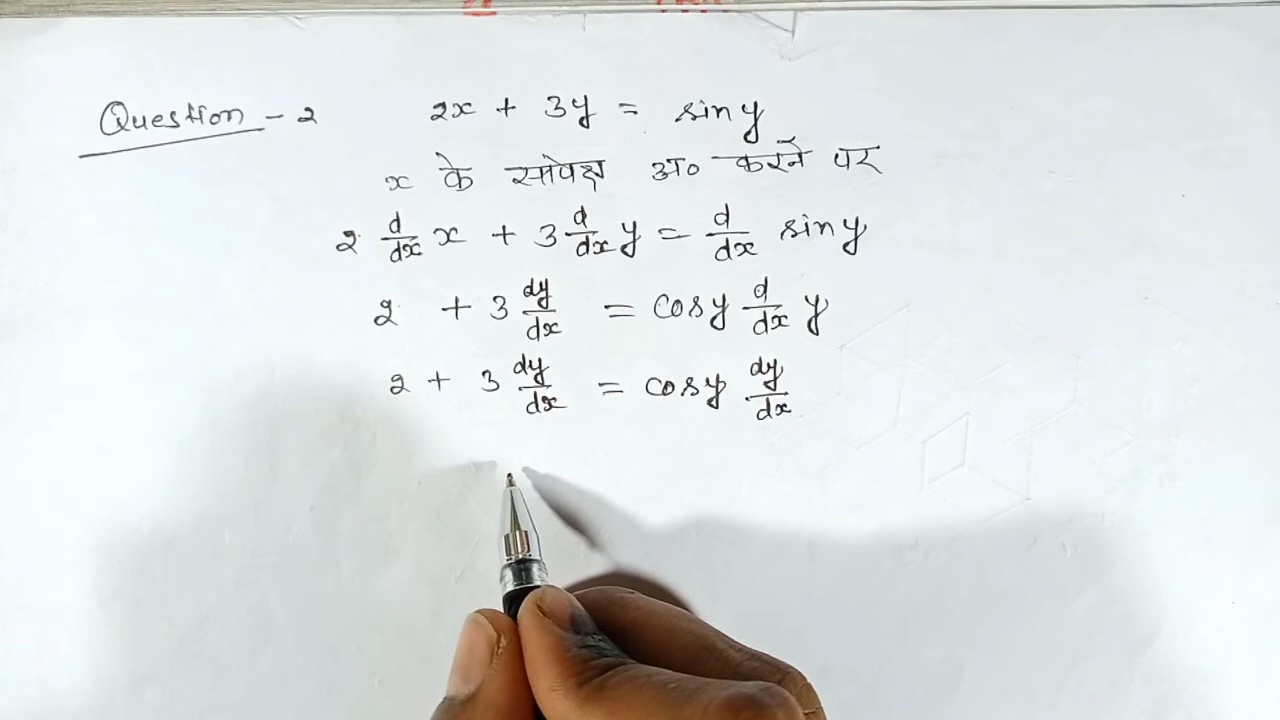 Question - 2 2x + 3y = sin y
x के सापेक्ष अ० करने पर
2 d/dx x + 3 d/dx y = d/dx sin y
2 + 3 dy/dx = cos y d/dx y
2 + 3 dy/dx = cos y dy/dx